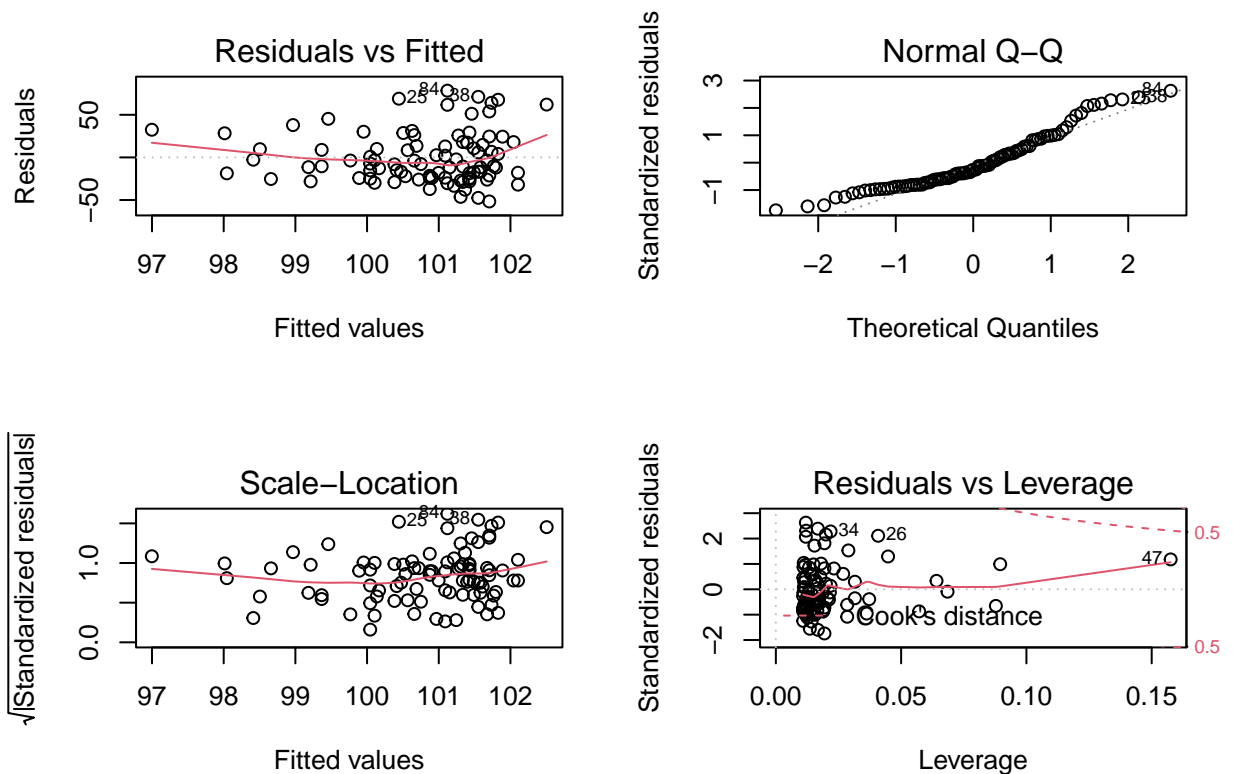 Residuals vs Fitted
Residuals
50
−50
84
25
38
97 98 99 100 101 102
Fitted values
Normal Q−Q
Standardized residuals
3
1
−1
84
25
38
−2 −1 0 1 2
Theoretical Quantiles
Scale−Location
√|Standardized residuals|
1.0
0.0
84
25
38
97 98 99 100 101 102
Fitted values
Residuals vs Leverage
Standardized residuals
2
0
−2
34
26
47
0.5
0.5
Cook's distance
0.00 0.05 0.10 0.15
Leverage